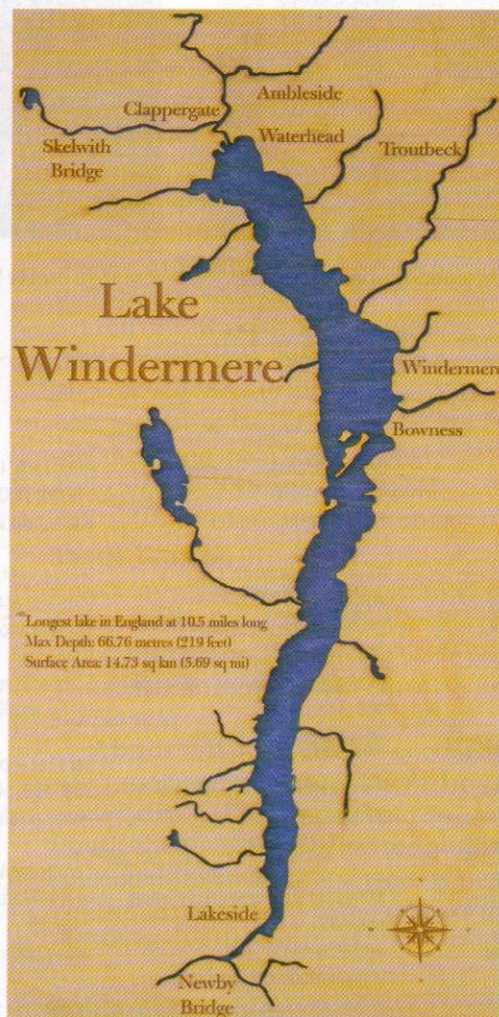 Ambleside
Clappergate
Waterhead
Skelwith
Bridge
Troutbeck
Lake
Windermere
Windermere
Bowness
Longest lake in England at 10.5 miles long
Max Depth: 66.76 metres (219 feet)
Surface Area: 14.73 sq km (5.69 sq mi)
Lakeside
Newby
Bridge